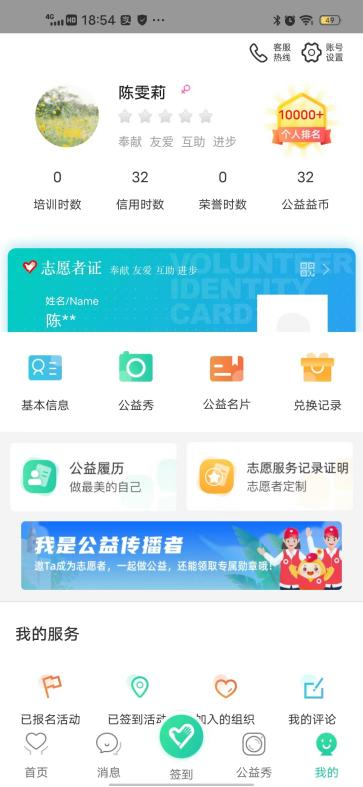 4G HD 18:54 ••• 49
客服
热线
账号
设置
陈雯莉
奉献 友爱 互助 进步
10000+
个人排名
0 32 0 32
培训时数 信用时数 荣誉时数 公益益币
志愿者证 奉献 友爱 互助 进步
VOLUNTEER
IDENTITY
CARD
姓名/Name
陈**
基本信息 公益秀 公益名片 兑换记录
公益履历
做最美的自己
志愿服务记录证明
志愿者定制
我是公益传播者
邀Ta成为志愿者，一起做公益，还能领取专属勋章哦！
我的服务
已报名活动 已签到活动 加入的组织 我的评论
首页 消息 签到 公益秀 我的